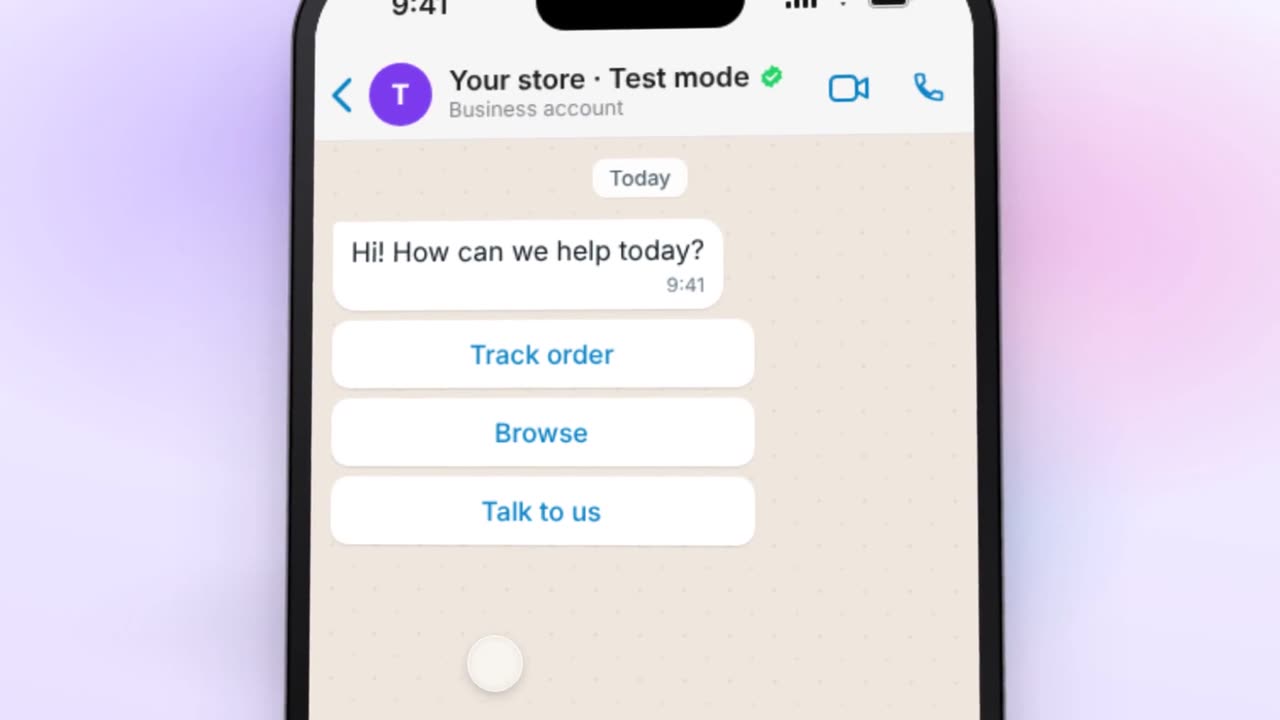 9:41
T
Your store · Test mode
Business account
Today
Hi! How can we help today?
9:41
Track order
Browse
Talk to us